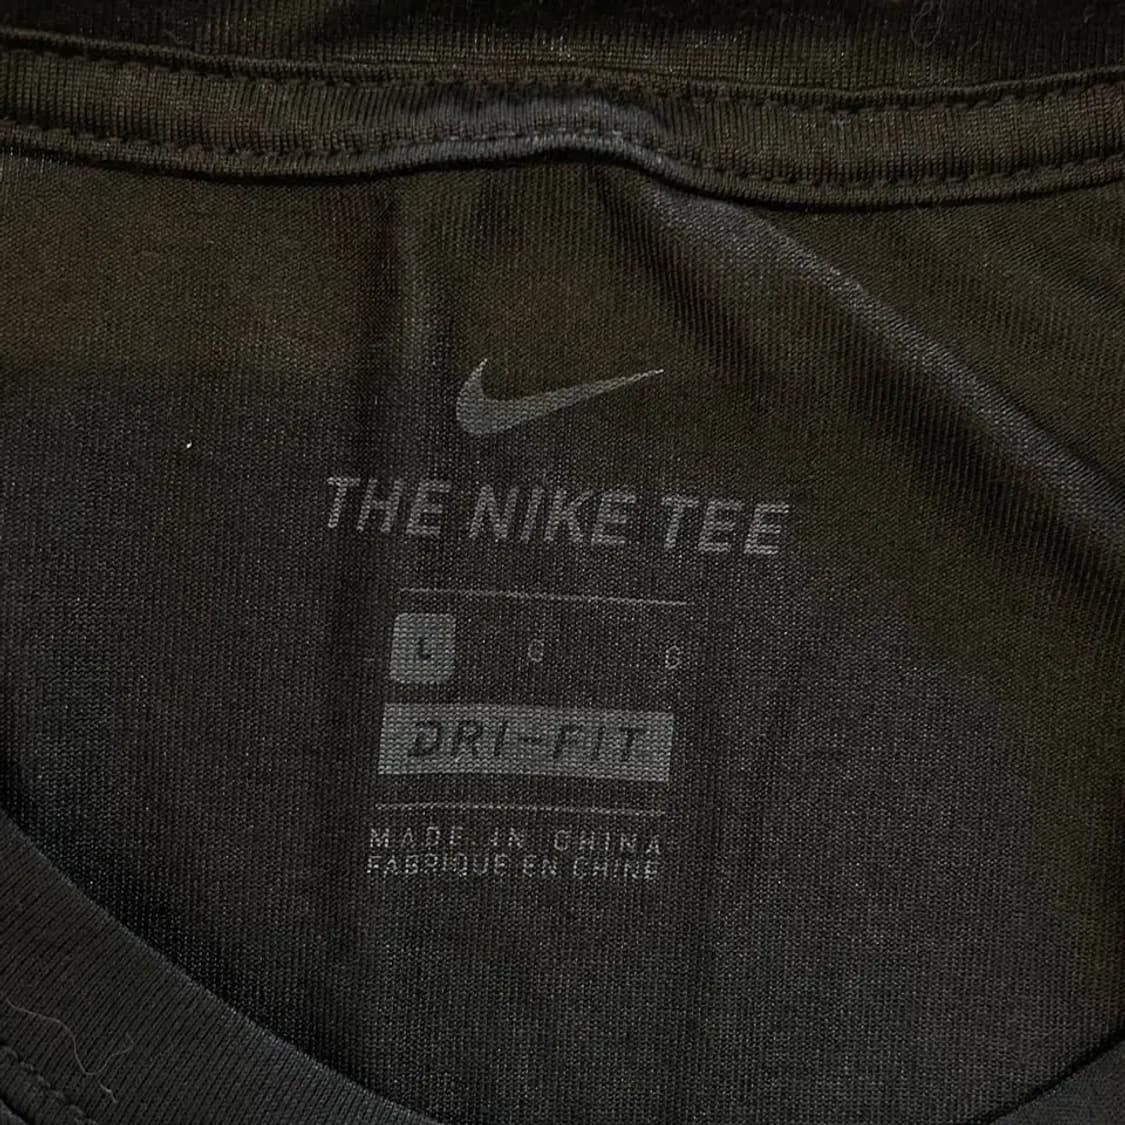 THE NIKE TEE
L G G
DRI-FIT
MADE IN CHINA
FABRIQUE EN CHINE